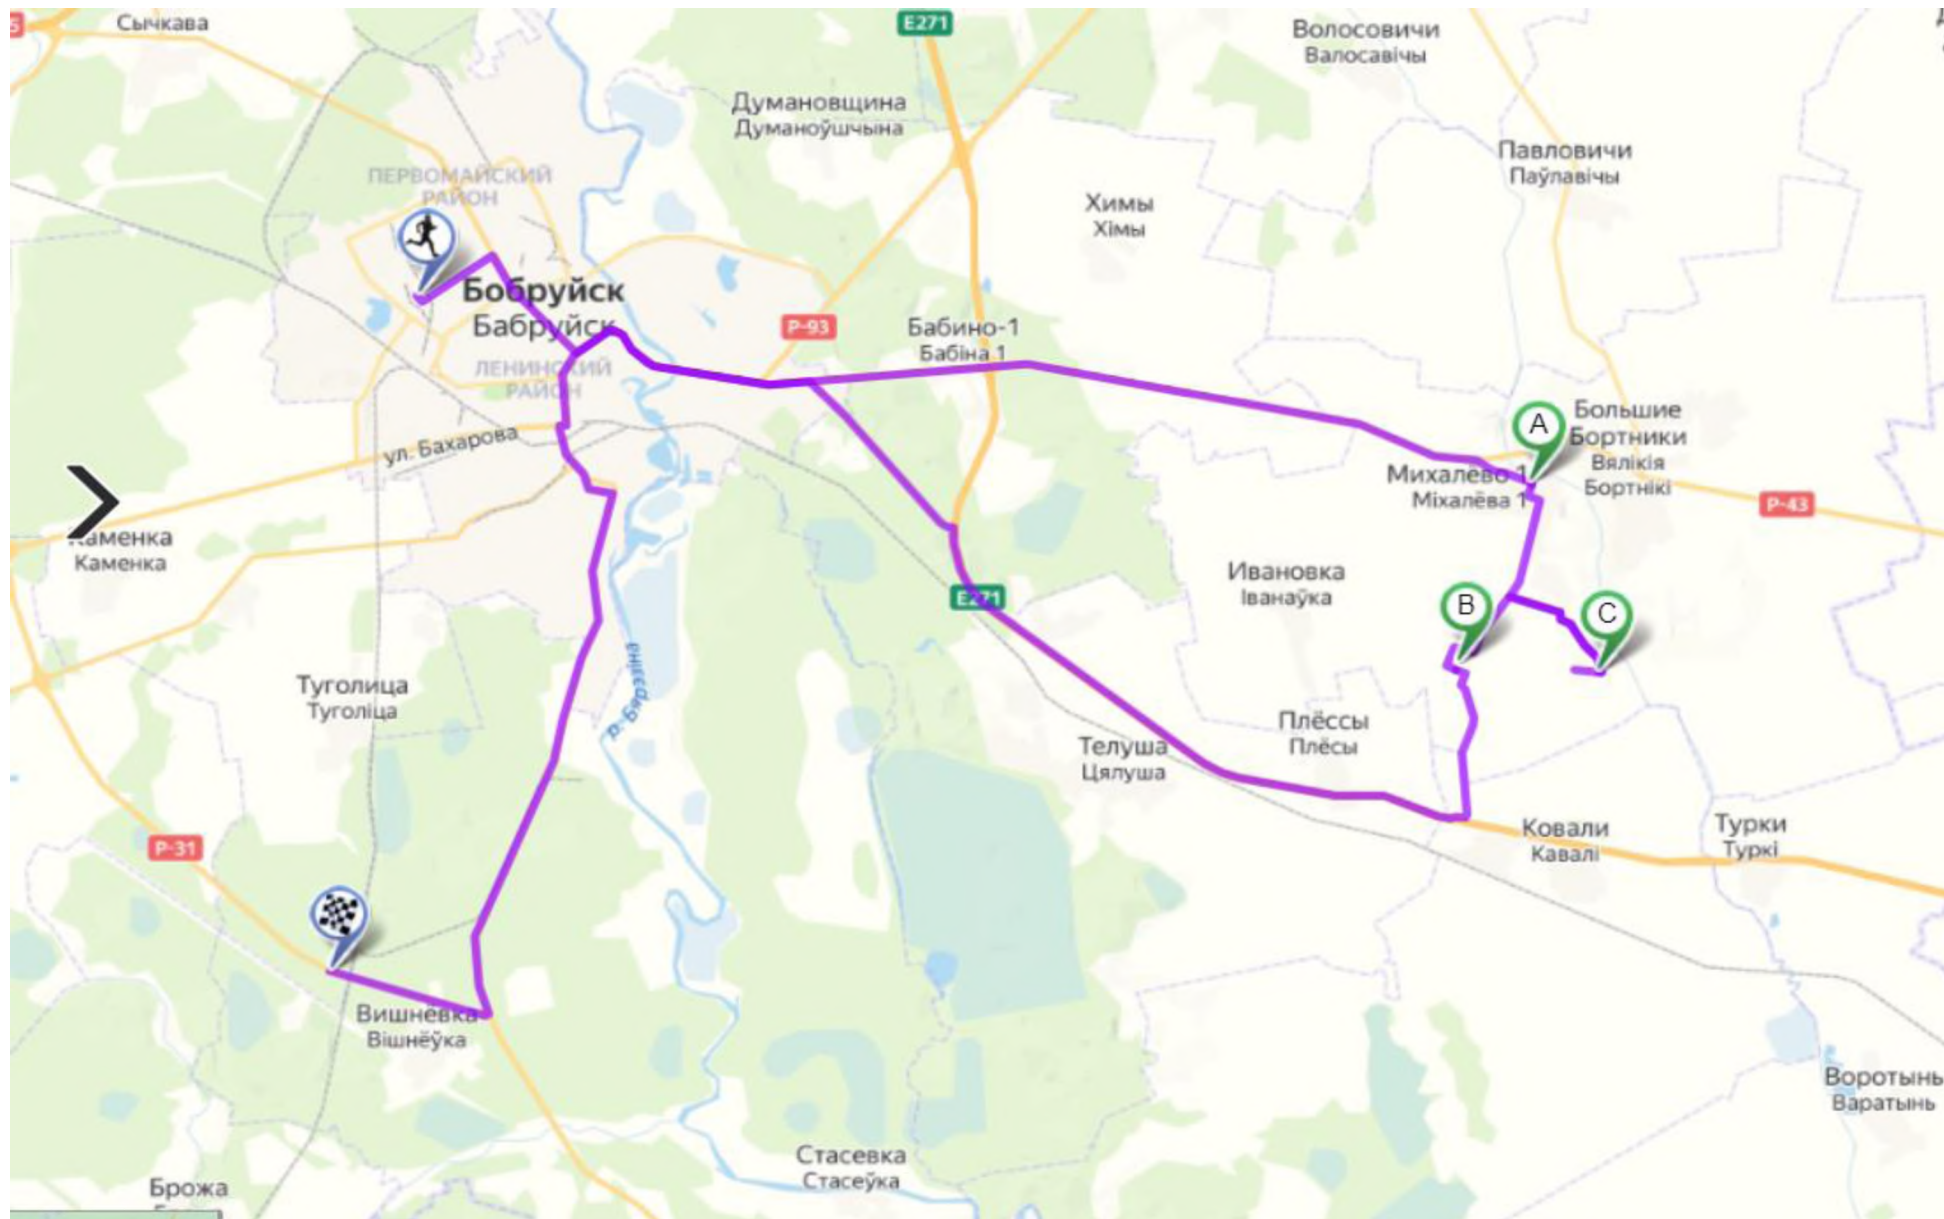 Сычкава
5
E271
Волосовичи
Валосавічы
Думановщина
Думаноўшчына
ПЕРВОМАЙСКИЙ
РАЙОН
Павловичи
Паўлавічы
Химы
Хімы
Бобруйск
Бабруйск
P-93
Бабино-1
Бабіна 1
ЛЕНИНСКИЙ
РАЙОН
ул. Бахарова
A
Большие
Бортники
Вялікія
Бортнікі
Михалёво 1
Міхалёва 1
P-43
Каменка
Каменка
Ивановка
Іванаўка
E271
B
C
Туголица
Туголіца
р. Бярэзіна
Плёссы
Плёсы
Телуша
Цялуша
Ковали
Кавалі
Турки
Туркі
P-31
Вишнёвка
Вішнёўка
Воротынь
Варатынь
Стасевка
Стасеўка
Брожа